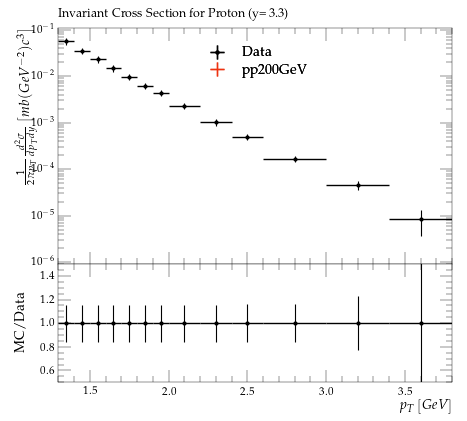 Invariant Cross Section for Proton (y=3.3)
10⁻¹
10⁻²
10⁻³
10⁻⁴
10⁻⁵
10⁻⁶
1/2πp_T d²σ/dp_T dy [mb(GeV⁻²)c³]
Data
pp200GeV
1.4
1.2
1.0
0.8
0.6
MC/Data
1.5 2.0 2.5 3.0 3.5
p_T [GeV]